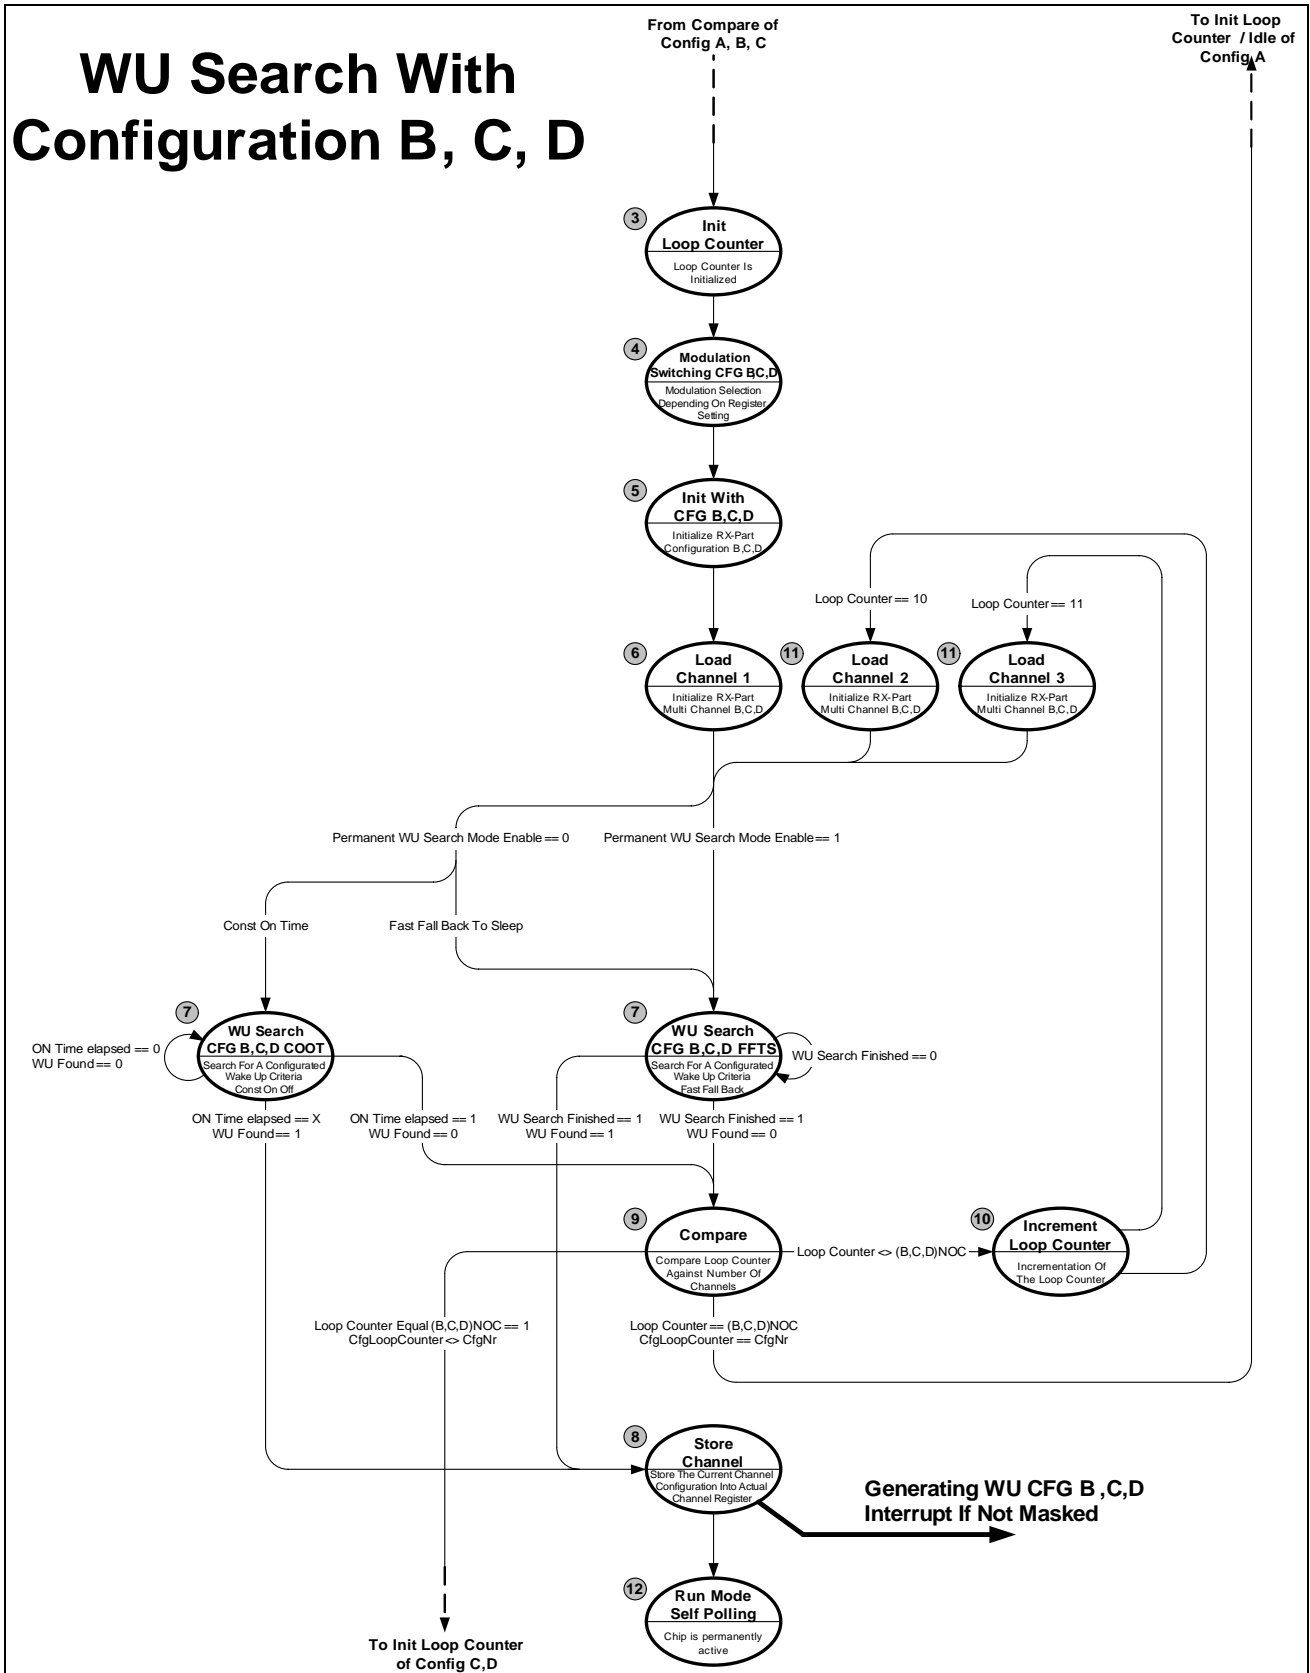 From Compare of
Config A, B, C
To Init Loop
Counter / Idle of
Config A
WU Search With
Configuration B, C, D
3
Init
Loop Counter
Loop Counter Is
Initialized
4
Modulation
Switching CFG B,C,D
Modulation Selection
Depending On Register
Setting
5
Init With
CFG B,C,D
Initialize RX-Part
Configuration B,C,D
Loop Counter == 10
Loop Counter == 11
6
Load
Channel 1
Initialize RX-Part
Multi Channel B,C,D
11
Load
Channel 2
Initialize RX-Part
Multi Channel B,C,D
11
Load
Channel 3
Initialize RX-Part
Multi Channel B,C,D
Permanent WU Search Mode Enable == 0
Permanent WU Search Mode Enable == 1
Const On Time
Fast Fall Back To Sleep
7
WU Search
CFG B,C,D COOT
Search For A Configurated
Wake Up Criteria
Const On Off
ON Time elapsed == 0
WU Found == 0
7
WU Search
CFG B,C,D FFTS
Search For A Configurated
Wake Up Criteria
Fast Fall Back
WU Search Finished == 0
ON Time elapsed == X
WU Found == 1
ON Time elapsed == 1
WU Found == 0
WU Search Finished == 1
WU Found == 1
WU Search Finished == 1
WU Found == 0
9
Compare
Compare Loop Counter
Against Number Of
Channels
Loop Counter <> (B,C,D)NOC
10
Increment
Loop Counter
Incrementation Of
The Loop Counter
Loop Counter Equal (B,C,D)NOC == 1
CfgLoopCounter <> CfgNr
Loop Counter == (B,C,D)NOC
CfgLoopCounter == CfgNr
8
Store
Channel
Store The Current Channel
Configuration Into Actual
Channel Register
Generating WU CFG B ,C,D
Interrupt If Not Masked
12
Run Mode
Self Polling
Chip is permanently
active
To Init Loop Counter
of Config C,D